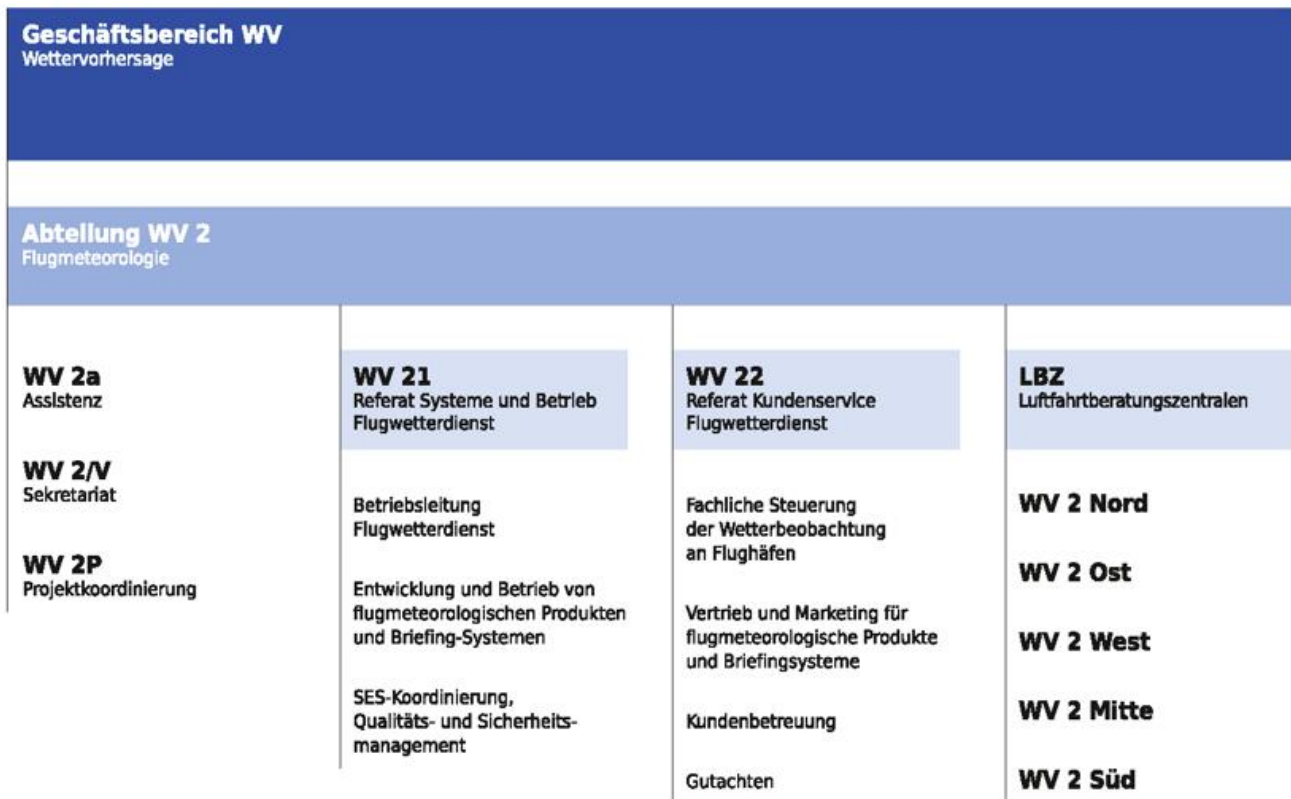 Geschäftsbereich WV
Wettervorhersage
Abteilung WV 2
Flugmeteorologie
WV 2a
Assistenz
WV 2/V
Sekretariat
WV 2P
Projektkoordinierung
WV 21
Referat Systeme und Betrieb
Flugwetterdienst
Betriebsleitung
Flugwetterdienst
Entwicklung und Betrieb von
flugmeteorologischen Produkten
und Briefing-Systemen
SES-Koordinierung,
Qualitäts- und Sicherheits-
management
WV 22
Referat Kundenservice
Flugwetterdienst
Fachliche Steuerung
der Wetterbeobachtung
an Flughäfen
Vertrieb und Marketing für
flugmeteorologische Produkte
und Briefingsysteme
Kundenbetreuung
Gutachten
LBZ
Luftfahrtberatungszentralen
WV 2 Nord
WV 2 Ost
WV 2 West
WV 2 Mitte
WV 2 Süd